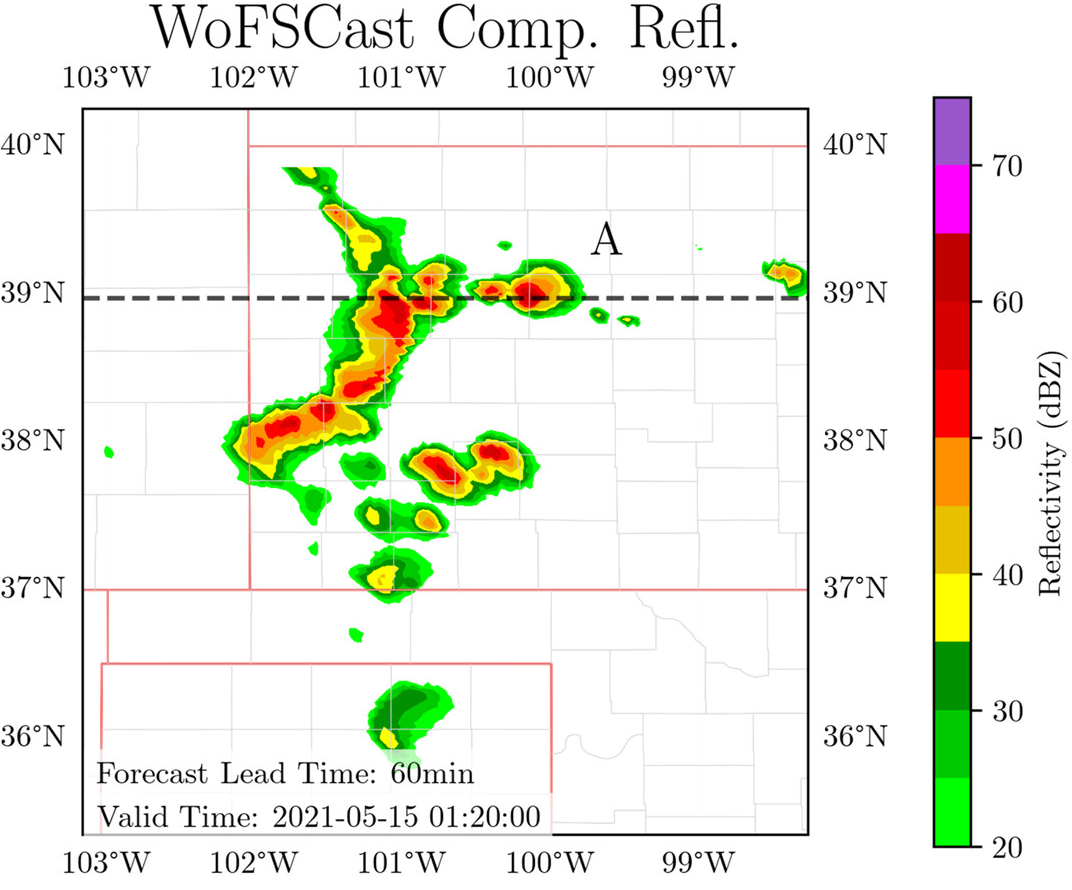 WoFSCast Comp. Refl.
103°W 102°W 101°W 100°W 99°W
40°N 40°N
70
A
39°N 39°N
60
50
38°N 38°N
40
37°N 37°N
30
36°N 36°N
Reflectivity (dBZ)
Forecast Lead Time: 60min
Valid Time: 2021-05-15 01:20:00
20
103°W 102°W 101°W 100°W 99°W